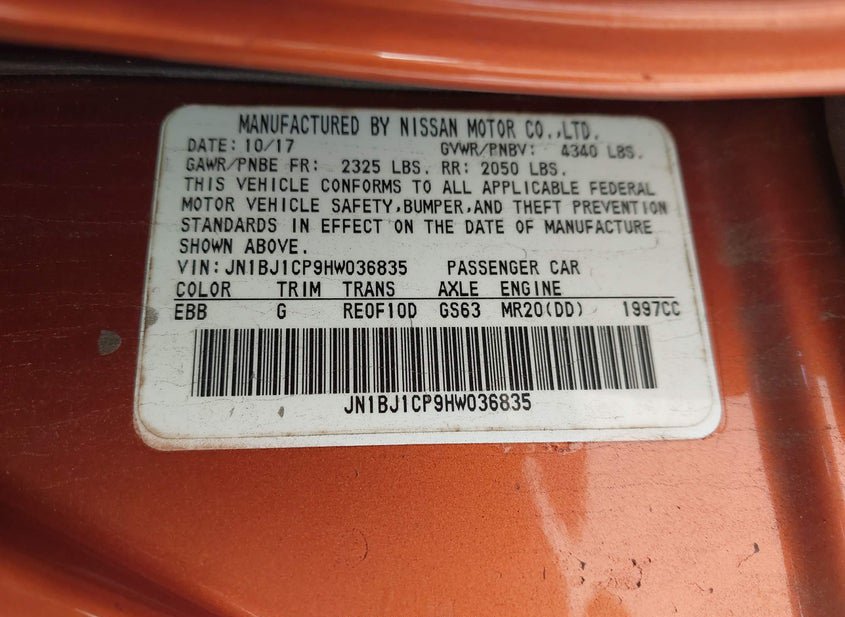 MANUFACTURED BY NISSAN MOTOR CO.,LTD.
DATE: 10/17 GVWR/PNBV: 4340 LBS.
GAWR/PNBE FR: 2325 LBS. RR: 2050 LBS.
THIS VEHICLE CONFORMS TO ALL APPLICABLE FEDERAL
MOTOR VEHICLE SAFETY,BUMPER,AND THEFT PREVENTION
STANDARDS IN EFFECT ON THE DATE OF MANUFACTURE
SHOWN ABOVE.
VIN:JN1BJ1CP9HW036835 PASSENGER CAR
COLOR TRIM TRANS AXLE ENGINE
EBB G RE0F10D GS63 MR20(DD) 1997CC
JN1BJ1CP9HW036835